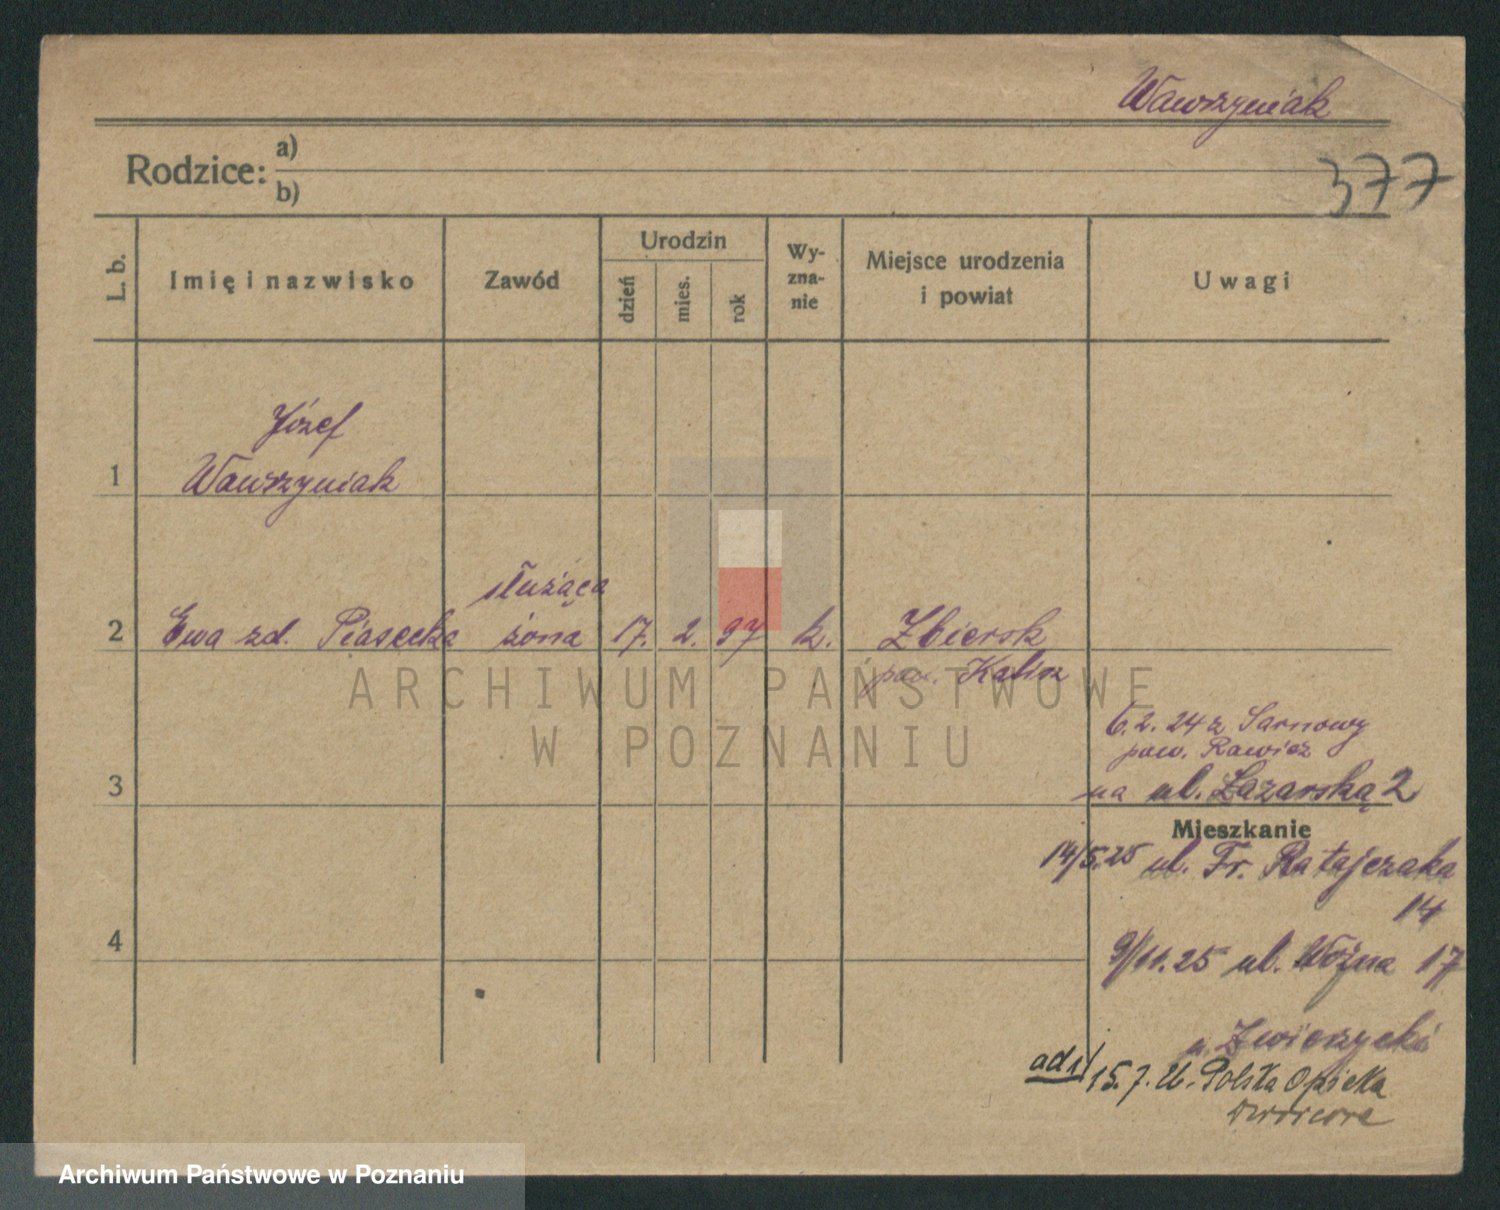 Wawrzyniak
377
Rodzice: a)
b)
L. b.
Imię i nazwisko
Zawód
Urodzin
dzień
mies.
rok
Wy-
zna-
nie
Miejsce urodzenia
i powiat
Uwagi
Józef
1 Wawrzyniak
służąca
2 Ewa zd. Piasecka żona 17. 2. 97 k. Zbiersk
pow. Kalisz
ARCHIWUM PAŃSTWOWE
W POZNANIU
6.2.24 z Sarnowy
pow. Rawicz
3 na ul. Łazarską 2
Mieszkanie
14/5.25 ul. Fr. Ratajczaka
14
4
9/11.25 ul. Woźna 17
u. Zwierzycki
ad 1/ 15.7. 26. Polska Opieka
Dworcowa
Archiwum Państwowe w Poznaniu